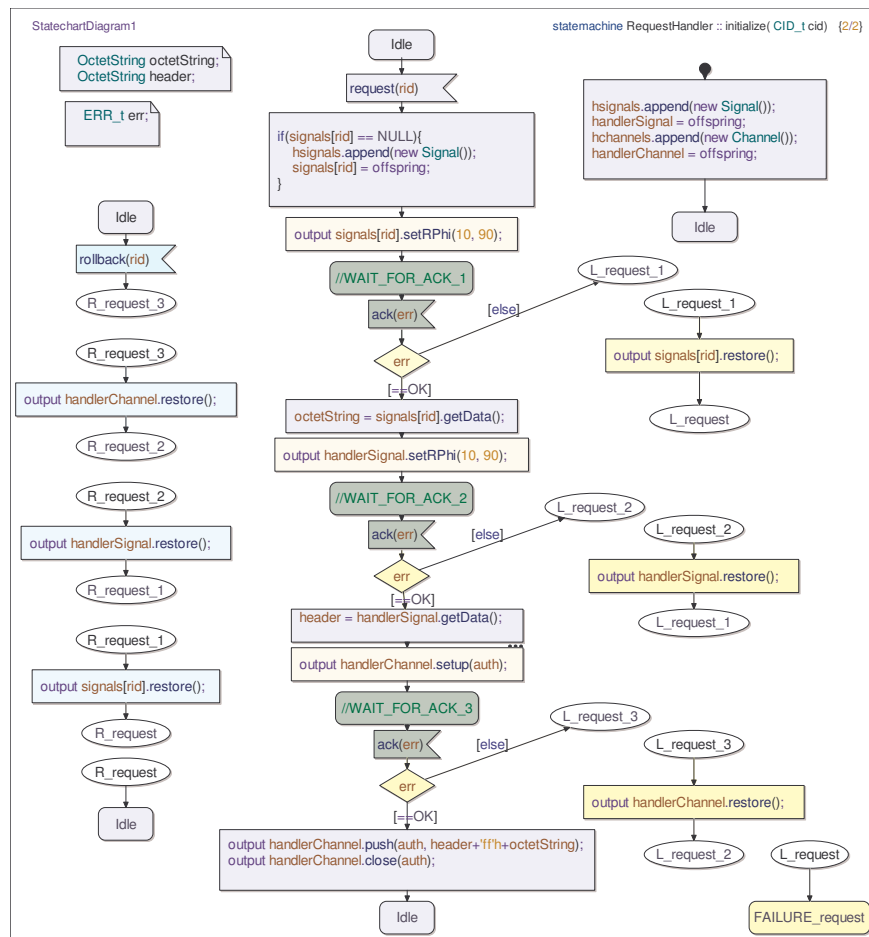 StatechartDiagram1
statemachine RequestHandler :: initialize( CID_t cid) {2/2}
OctetString octetString;
OctetString header;
ERR_t err;
Idle
rollback(rid)
R_request_3
R_request_3
output handlerChannel.restore();
R_request_2
R_request_2
output handlerSignal.restore();
R_request_1
R_request_1
output signals[rid].restore();
R_request
R_request
Idle
Idle
request(rid)
if(signals[rid] == NULL){
hsignals.append(new Signal());
signals[rid] = offspring;
}
output signals[rid].setRPhi(10, 90);
//WAIT_FOR_ACK_1
ack(err)
err
[else]
L_request_1
[==OK]
octetString = signals[rid].getData();
output handlerSignal.setRPhi(10, 90);
//WAIT_FOR_ACK_2
ack(err)
err
[else]
L_request_2
[==OK]
header = handlerSignal.getData();
output handlerChannel.setup(auth);
//WAIT_FOR_ACK_3
ack(err)
err
[else]
L_request_3
[==OK]
output handlerChannel.push(auth, header+'ff'h+octetString);
output handlerChannel.close(auth);
Idle
hsignals.append(new Signal());
handlerSignal = offspring;
hchannels.append(new Channel());
handlerChannel = offspring;
Idle
L_request_1
output signals[rid].restore();
L_request
L_request_2
output handlerSignal.restore();
L_request_1
L_request_3
output handlerChannel.restore();
L_request_2
L_request
FAILURE_request